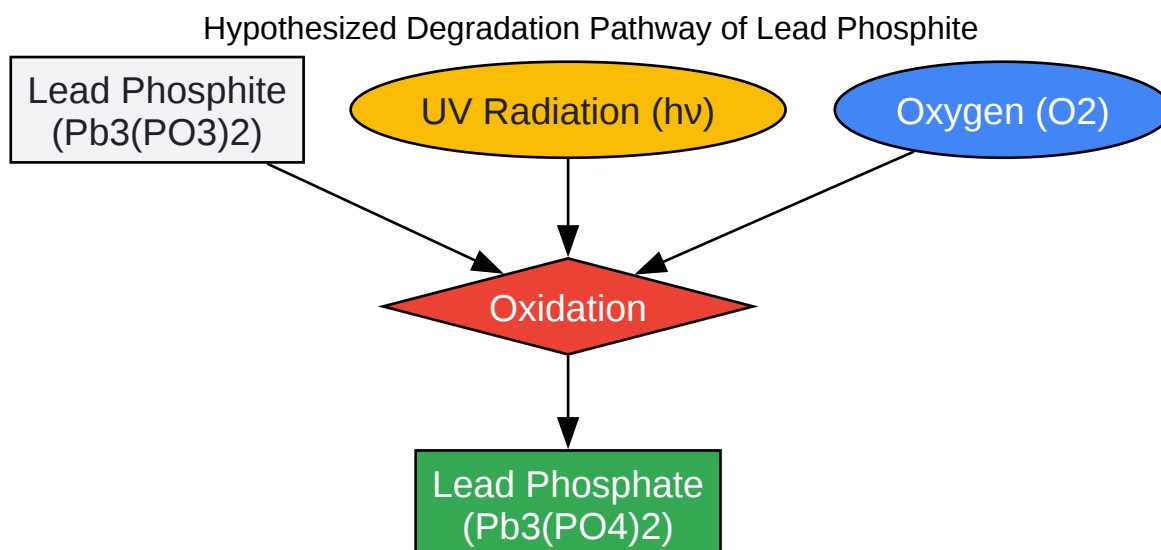 Hypothesized Degradation Pathway of Lead Phosphite
Lead Phosphite
(Pb3(PO3)2)
UV Radiation (hν)
Oxygen (O2)
Oxidation
Lead Phosphate
(Pb3(PO4)2)